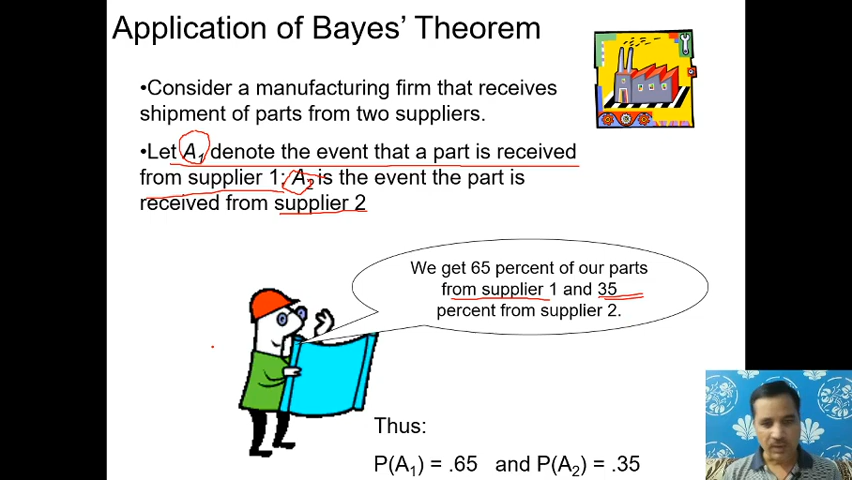 Application of Bayes' Theorem
•Consider a manufacturing firm that receives
shipment of parts from two suppliers.
•Let A₁ denote the event that a part is received
from supplier 1; A₂ is the event the part is
received from supplier 2
We get 65 percent of our parts
from supplier 1 and 35
percent from supplier 2.
Thus:
P(A₁) = .65 and P(A₂) = .35